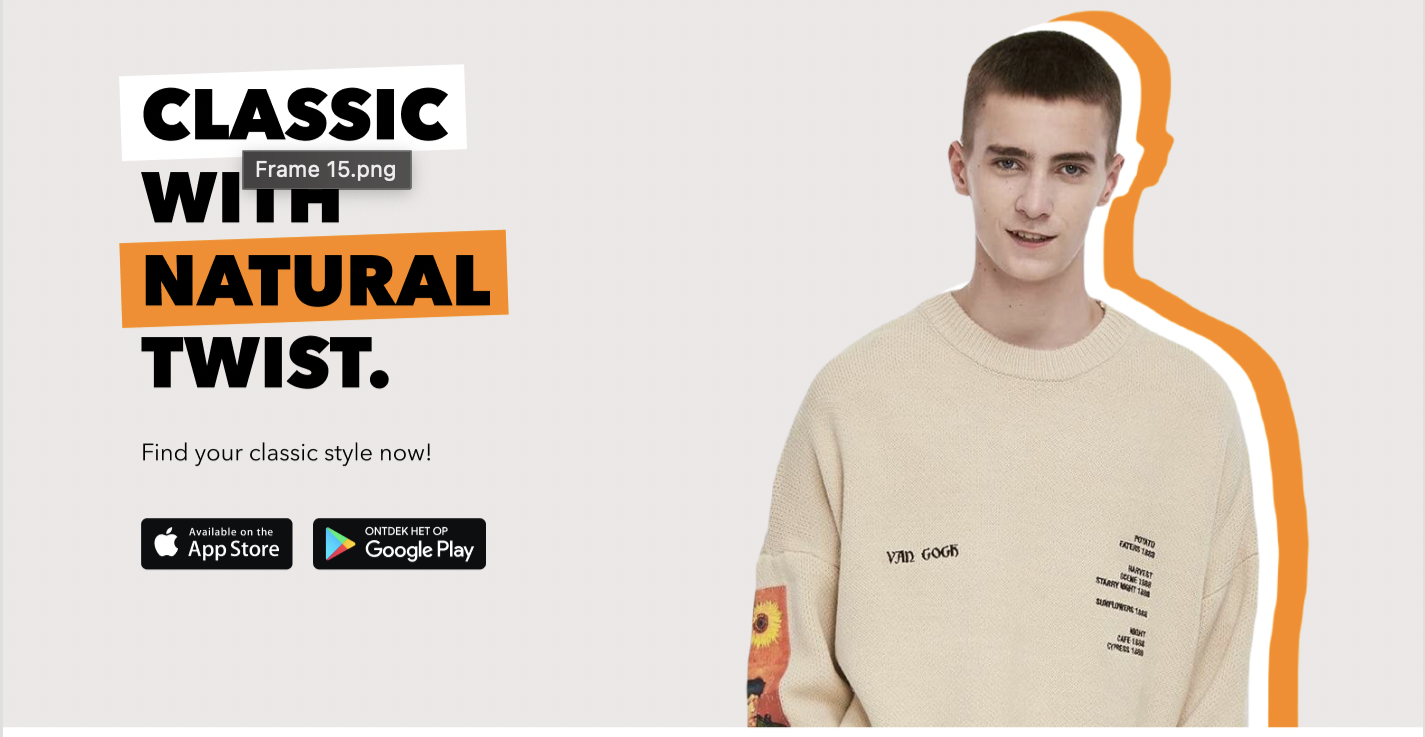 CLASSIC
Frame 15.png
WITH
NATURAL
TWIST.
Find your classic style now!
Available on the
App Store
ONTDEK HET OP
Google Play
VAN GOGH
POTATO
EATERS 1888
HARVEST
SCENE 1888
STARRY NIGHT 1888
SUNFLOWERS 1888
NIGHT
CAFE 1888
CYPRESS 1889